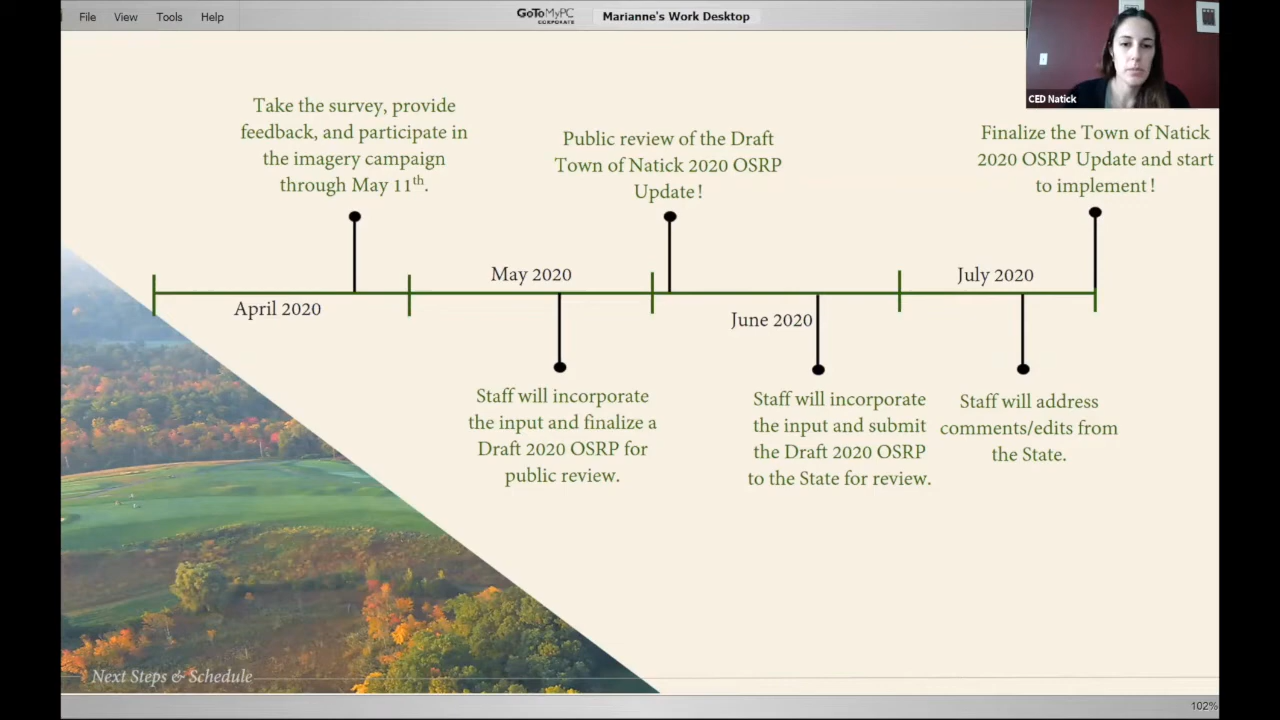 File View Tools Help
GoToMyPC
CORPORATE
Marianne's Work Desktop
CED Natick
Take the survey, provide
feedback, and participate in
the imagery campaign
through May 11th.
Public review of the Draft
Town of Natick 2020 OSRP
Update!
Finalize the Town of Natick
2020 OSRP Update and start
to implement!
April 2020
May 2020
June 2020
July 2020
Staff will incorporate
the input and finalize a
Draft 2020 OSRP for
public review.
Staff will incorporate
the input and submit
the Draft 2020 OSRP
to the State for review.
Staff will address
comments/edits from
the State.
Next Steps & Schedule
102%